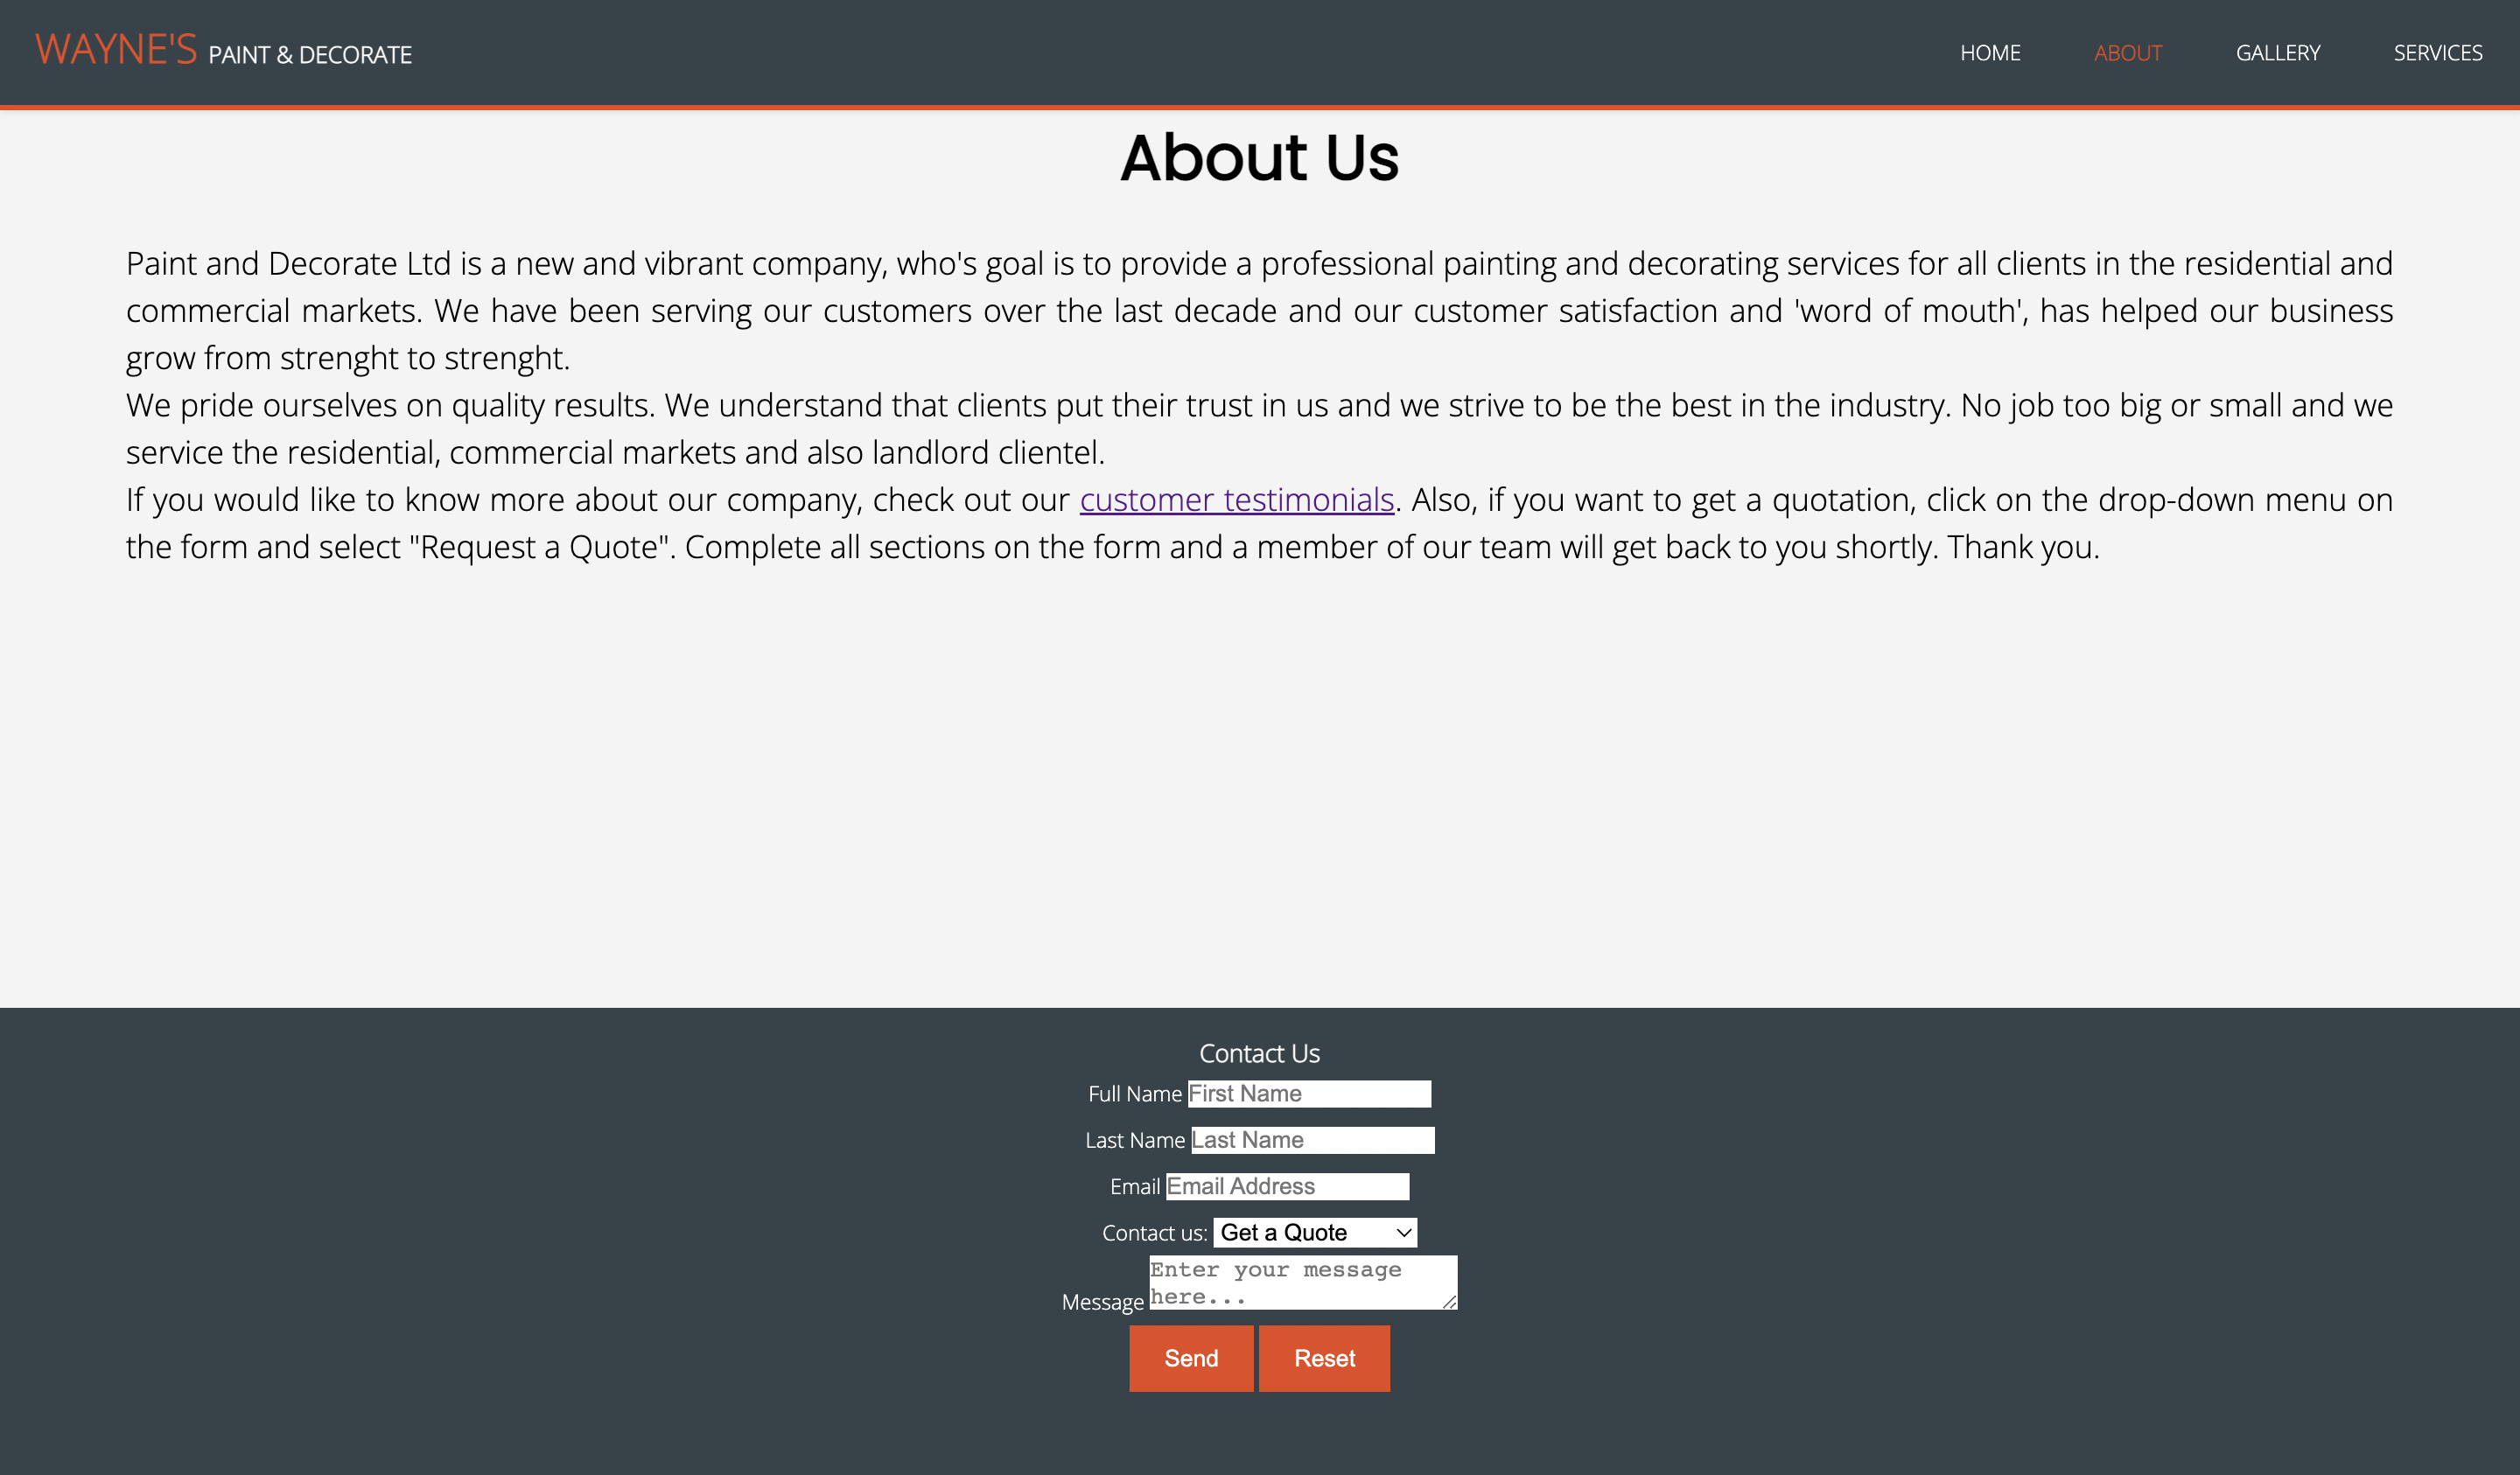 WAYNE'S PAINT & DECORATE
HOME ABOUT GALLERY SERVICES
About Us
Paint and Decorate Ltd is a new and vibrant company, who's goal is to provide a professional painting and decorating services for all clients in the residential and
commercial markets. We have been serving our customers over the last decade and our customer satisfaction and 'word of mouth', has helped our business
grow from strenght to strenght.
We pride ourselves on quality results. We understand that clients put their trust in us and we strive to be the best in the industry. No job too big or small and we
service the residential, commercial markets and also landlord clientel.
If you would like to know more about our company, check out our customer testimonials. Also, if you want to get a quotation, click on the drop-down menu on
the form and select "Request a Quote". Complete all sections on the form and a member of our team will get back to you shortly. Thank you.
Contact Us
Full Name First Name
Last Name Last Name
Email Email Address
Contact us: Get a Quote
Message Enter your message
here...
Send Reset